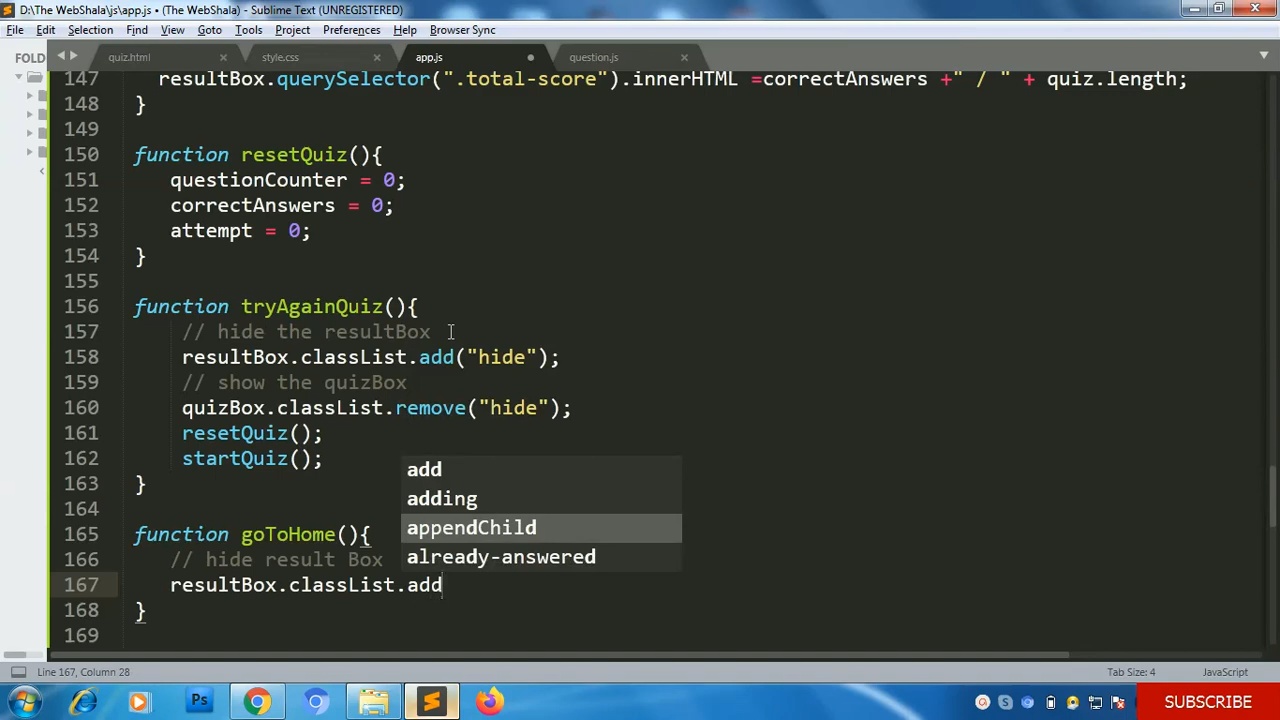 D:\The WebShala\js\app.js • (The WebShala) - Sublime Text (UNREGISTERED)
File Edit Selection Find View Goto Tools Project Preferences Help Browser Sync
FOLD
quiz.html
style.css
app.js
question.js
147 resultBox.querySelector(".total-score").innerHTML =correctAnswers +" / " + quiz.length;
148 }
149
150 function resetQuiz(){
151 questionCounter = 0;
152 correctAnswers = 0;
153 attempt = 0;
154 }
155
156 function tryAgainQuiz(){
157 // hide the resultBox
158 resultBox.classList.add("hide");
159 // show the quizBox
160 quizBox.classList.remove("hide");
161 resetQuiz();
162 startQuiz();
163 }
164
165 function goToHome(){
166 // hide result Box
167 resultBox.classList.add
168 }
169
add
adding
appendChild
already-answered
Line 167, Column 28
Tab Size: 4
JavaScript
Ps
SUBSCRIBE